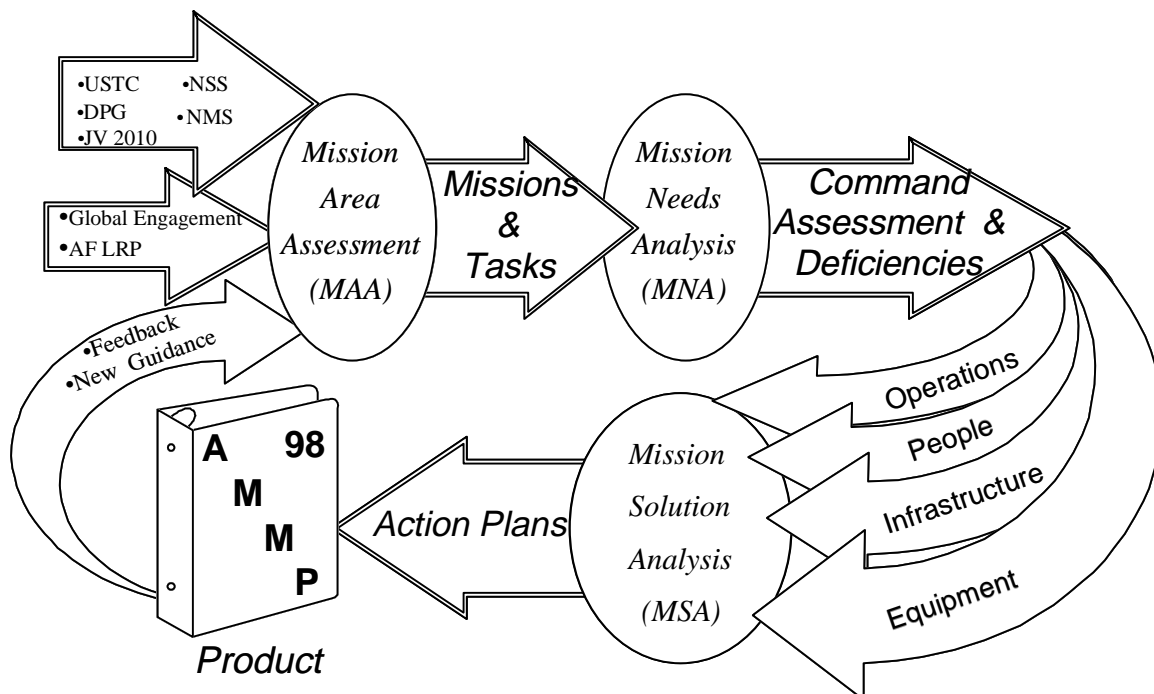 •USTC •NSS
•DPG •NMS
•JV 2010
•Global Engagement
•AF LRP
•Feedback
•New Guidance
Mission
Area
Assessment
(MAA)
Missions
&
Tasks
Mission
Needs
Analysis
(MNA)
Command
Assessment &
Deficiencies
Operations
People
Infrastructure
Equipment
Mission
Solution
Analysis
(MSA)
Action Plans
A 98
M
M
P
Product